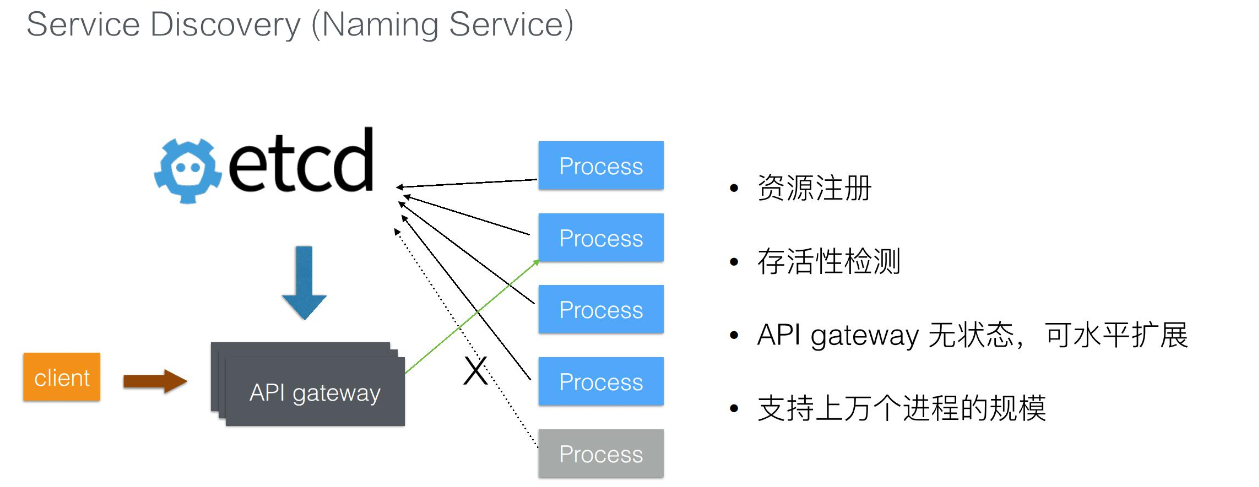 Service Discovery (Naming Service)
etcd
Process
Process
Process
Process
Process
X
client
API gateway
• 资源注册
• 存活性检测
• API gateway 无状态，可水平扩展
• 支持上万个进程的规模